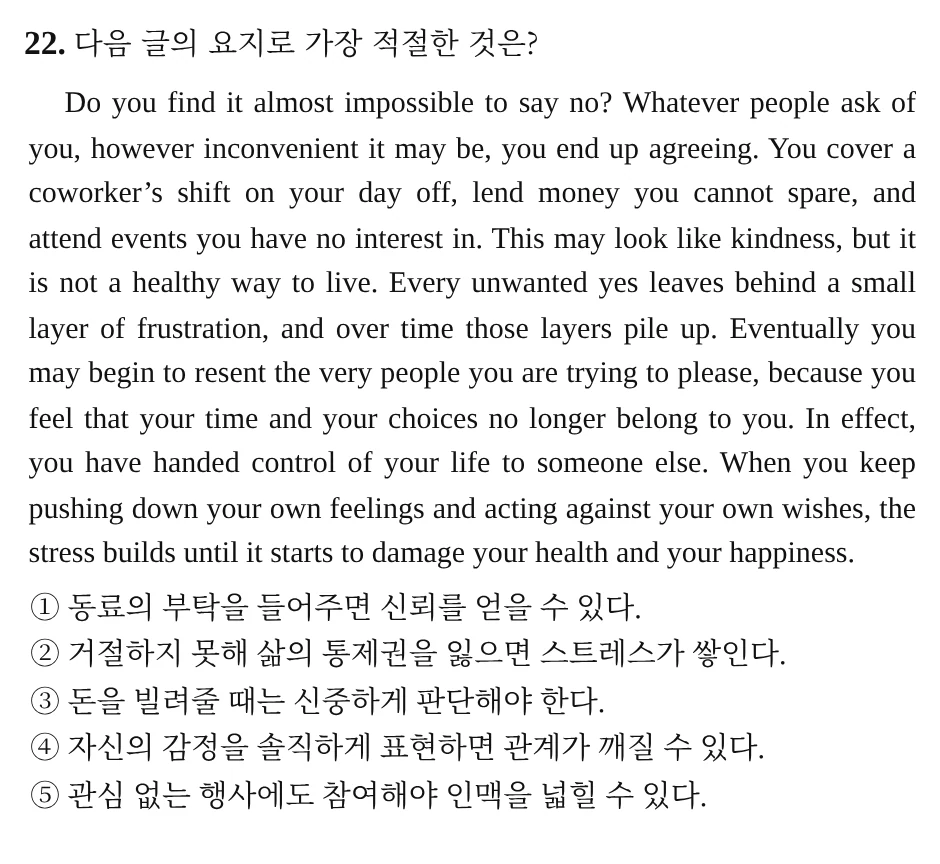 22. 다음 글의 요지로 가장 적절한 것은?
Do you find it almost impossible to say no? Whatever people ask of
you, however inconvenient it may be, you end up agreeing. You cover a
coworker’s shift on your day off, lend money you cannot spare, and
attend events you have no interest in. This may look like kindness, but it
is not a healthy way to live. Every unwanted yes leaves behind a small
layer of frustration, and over time those layers pile up. Eventually you
may begin to resent the very people you are trying to please, because you
feel that your time and your choices no longer belong to you. In effect,
you have handed control of your life to someone else. When you keep
pushing down your own feelings and acting against your own wishes, the
stress builds until it starts to damage your health and your happiness.
① 동료의 부탁을 들어주면 신뢰를 얻을 수 있다.
② 거절하지 못해 삶의 통제권을 잃으면 스트레스가 쌓인다.
③ 돈을 빌려줄 때는 신중하게 판단해야 한다.
④ 자신의 감정을 솔직하게 표현하면 관계가 깨질 수 있다.
⑤ 관심 없는 행사에도 참여해야 인맥을 넓힐 수 있다.